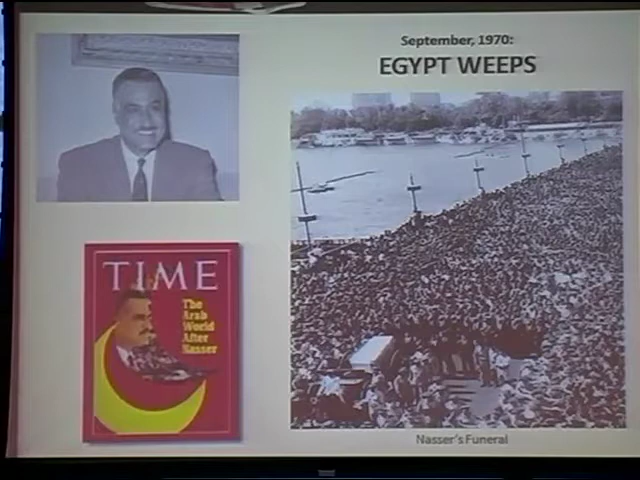 September, 1970:
EGYPT WEEPS
TIME
The
Arab
World
After
Nasser
Nasser's Funeral